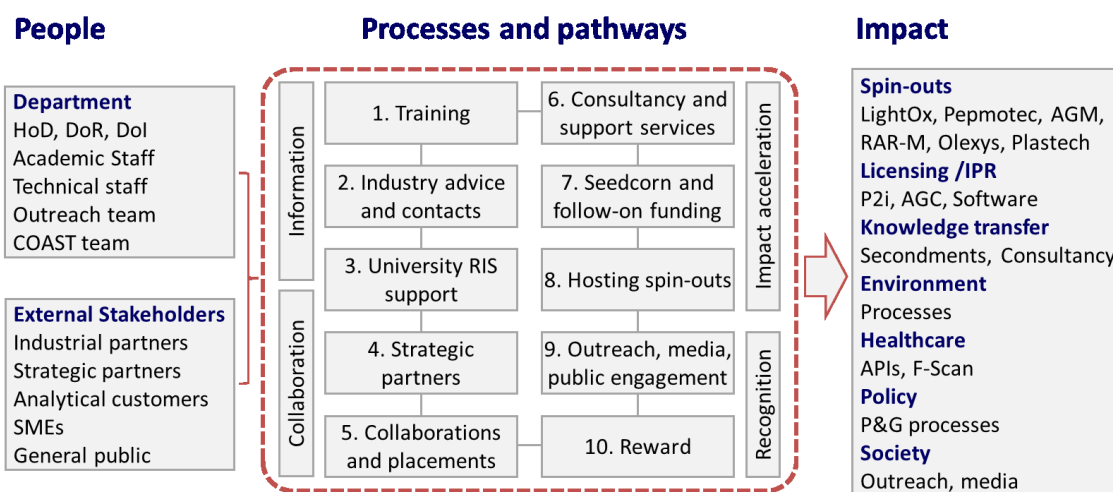 People
Processes and pathways
Impact
Department
HoD, DoR, DoI
Academic Staff
Technical staff
Outreach team
COAST team
External Stakeholders
Industrial partners
Strategic partners
Analytical customers
SMEs
General public
Information
Collaboration
1. Training
2. Industry advice
and contacts
3. University RIS
support
4. Strategic
partners
5. Collaborations
and placements
6. Consultancy and
support services
7. Seedcorn and
follow-on funding
8. Hosting spin-outs
9. Outreach, media,
public engagement
10. Reward
Impact acceleration
Recognition
Spin-outs
LightOx, Pepmotec, AGM,
RAR-M, Olexys, Plastech
Licensing /IPR
P2i, AGC, Software
Knowledge transfer
Secondments, Consultancy
Environment
Processes
Healthcare
APIs, F-Scan
Policy
P&G processes
Society
Outreach, media